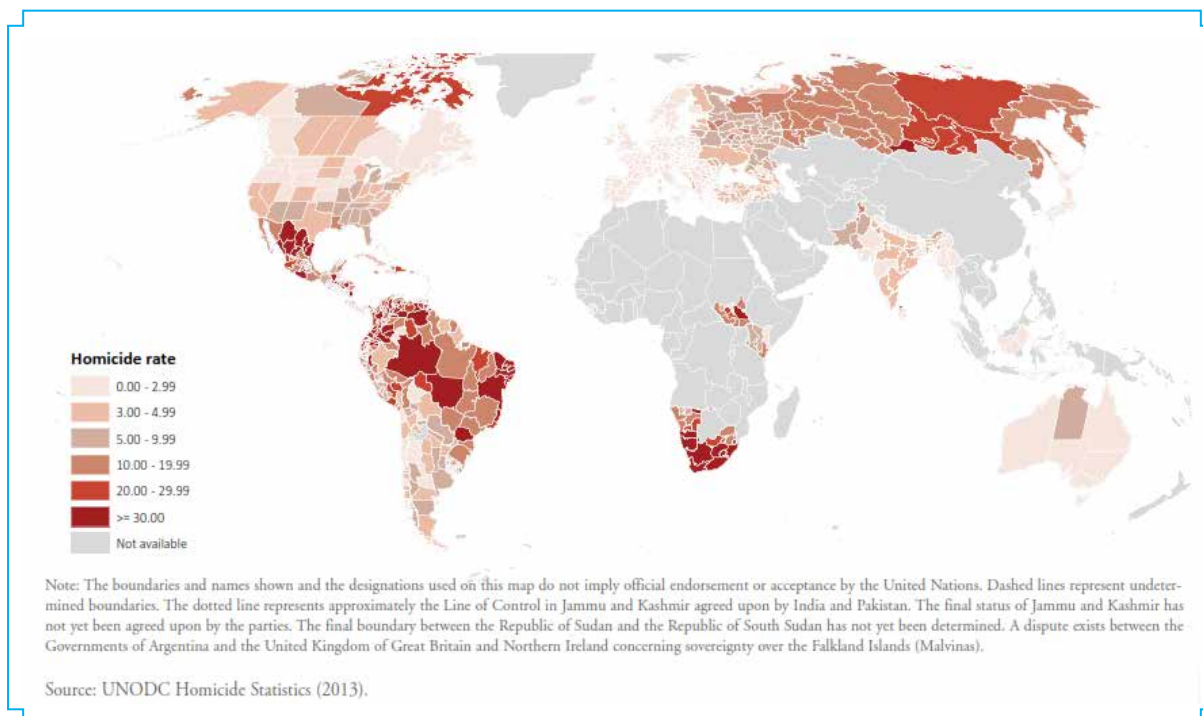 Homicide rate
0.00 - 2.99
3.00 - 4.99
5.00 - 9.99
10.00 - 19.99
20.00 - 29.99
>= 30.00
Not available
Note: The boundaries and names shown and the designations used on this map do not imply official endorsement or acceptance by the United Nations. Dashed lines represent undeter-
mined boundaries. The dotted line represents approximately the Line of Control in Jammu and Kashmir agreed upon by India and Pakistan. The final status of Jammu and Kashmir has
not yet been agreed upon by the parties. The final boundary between the Republic of Sudan and the Republic of South Sudan has not yet been determined. A dispute exists between the
Governments of Argentina and the United Kingdom of Great Britain and Northern Ireland concerning sovereignty over the Falkland Islands (Malvinas).
Source: UNODC Homicide Statistics (2013).